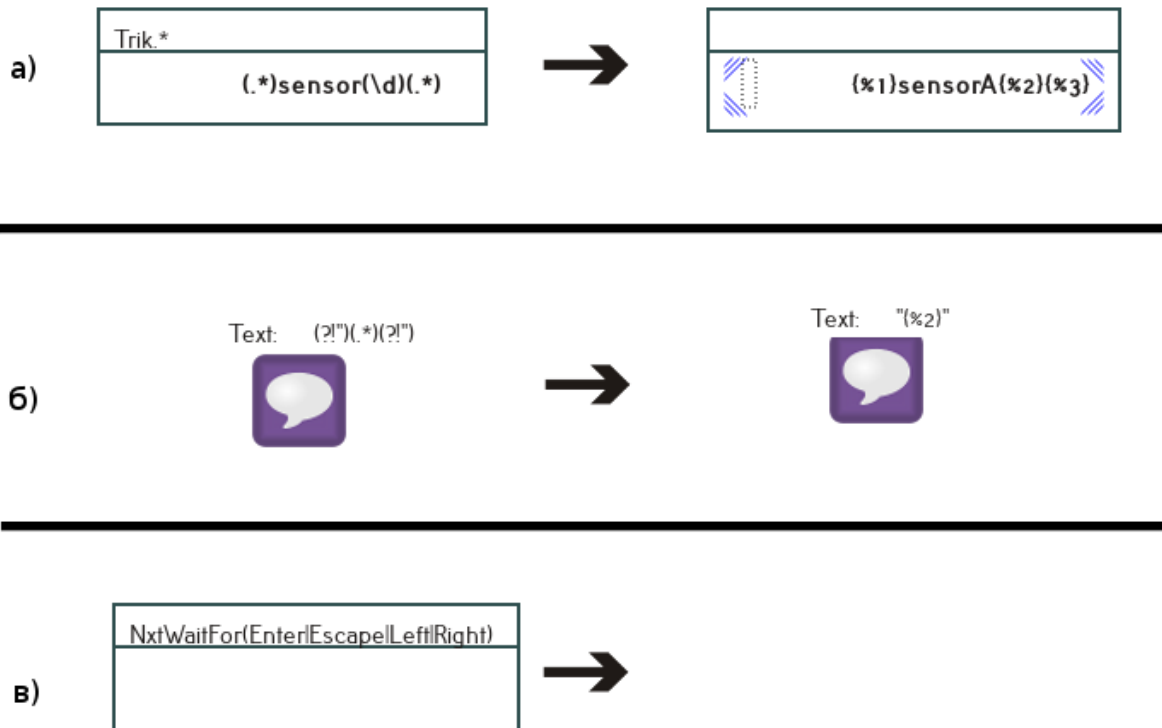 Trik.*
а)
(.*)sensor(\d)(.*)
{%1}sensorA{%2}{%3}
Text: (?!")(.*)(?!")
Text: "(%2)"
б)
NxtWaitFor(Enter|Escape|Left|Right)
в)